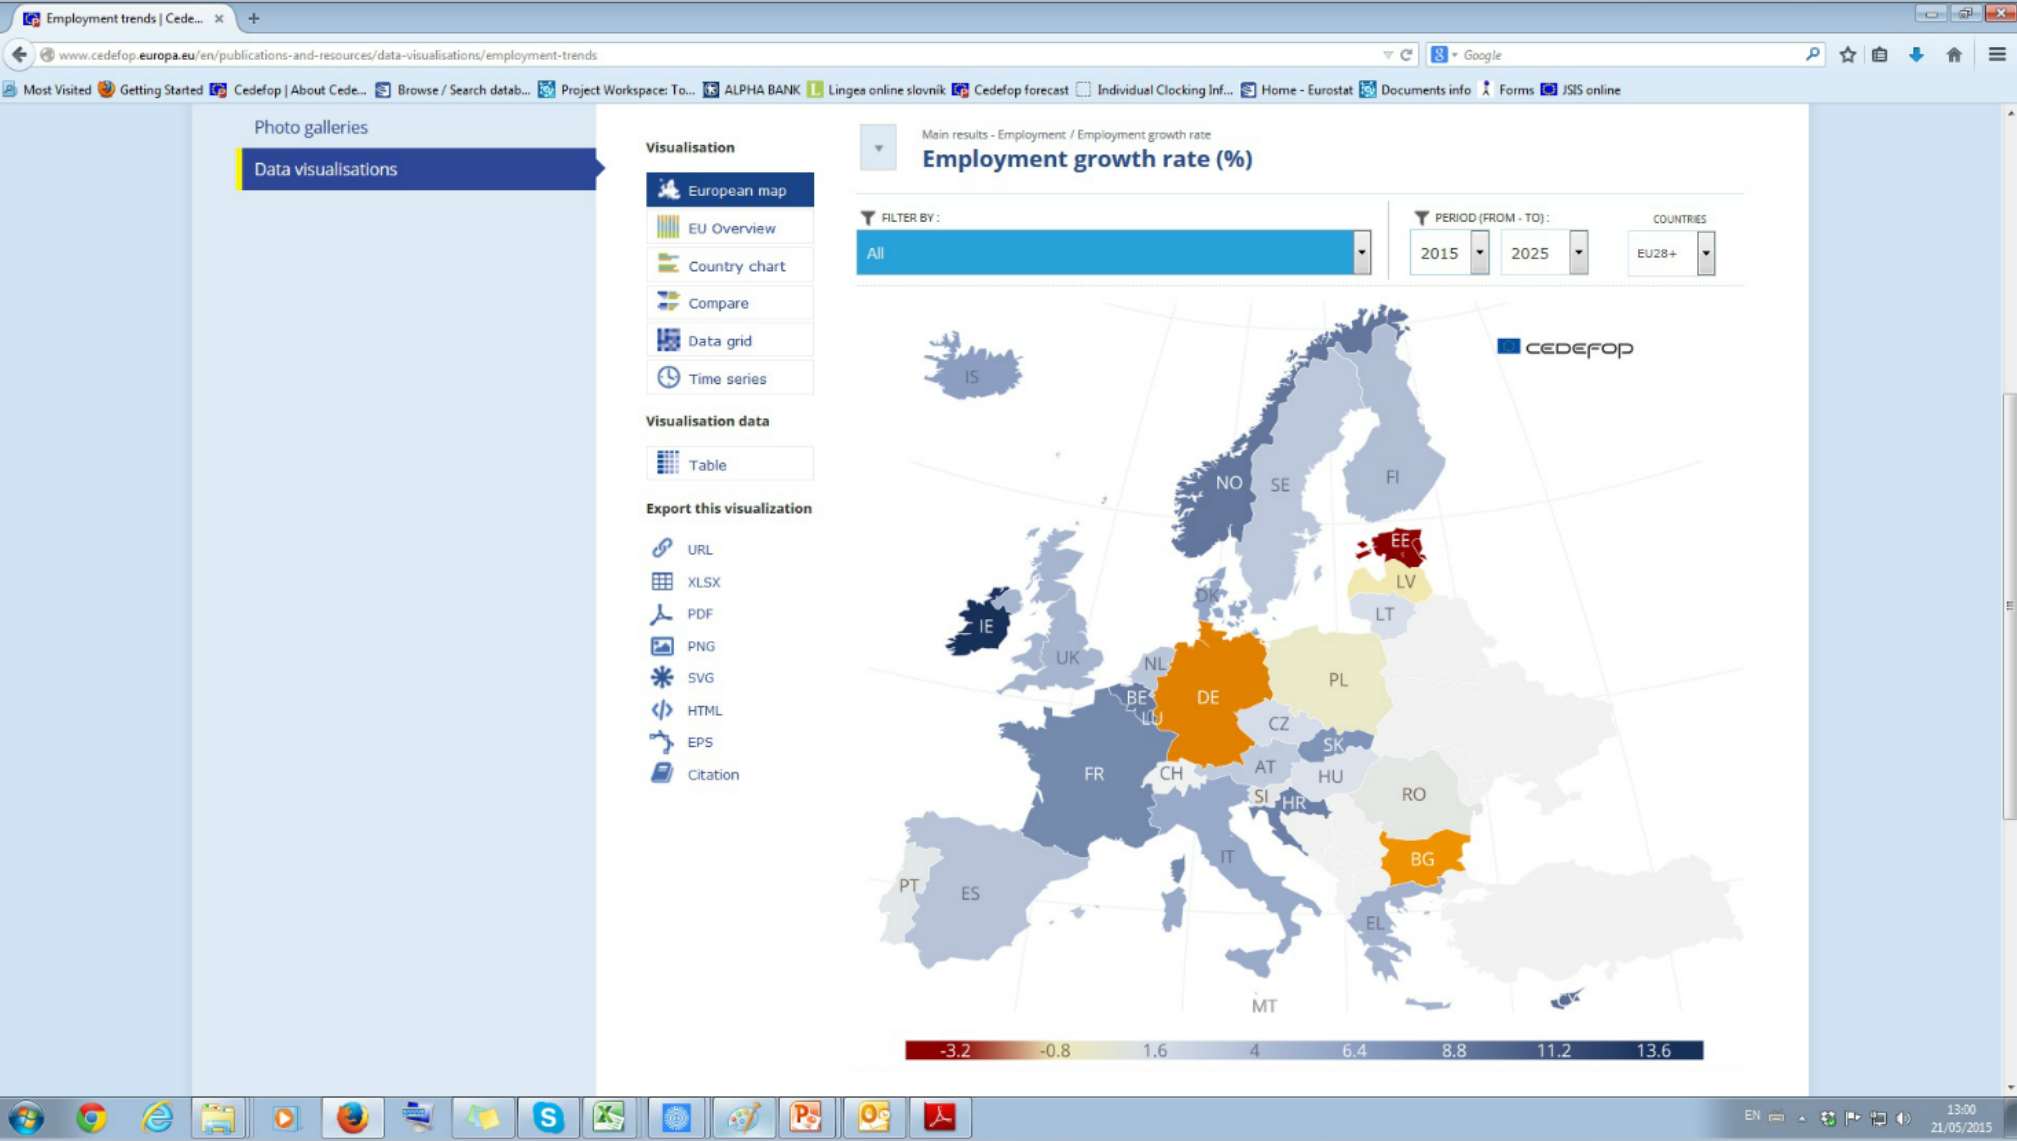 Employment trends | Cede...
www.cedefop.europa.eu/en/publications-and-resources/data-visualisations/employment-trends
Google
Most Visited Getting Started Cedefop | About Cede... Browse / Search datab... Project Workspace: To... ALPHA BANK Lingea online slovník Cedefop forecast Individual Clocking Inf... Home - Eurostat Documents info Forms JSIS online
Photo galleries
Data visualisations
Visualisation
European map
EU Overview
Country chart
Compare
Data grid
Time series
Visualisation data
Table
Export this visualization
URL
XLSX
PDF
PNG
SVG
HTML
EPS
Citation
Main results - Employment / Employment growth rate
Employment growth rate (%)
FILTER BY :
All
PERIOD (FROM - TO) :
2015
2025
COUNTRIES
EU28+
CEDEFOP
IS
NO
SE
FI
EE
LV
LT
DK
IE
UK
NL
BE
LU
DE
PL
CZ
SK
FR
CH
AT
HU
SI
HR
RO
IT
BG
PT
ES
EL
MT
CY
-3.2 -0.8 1.6 4 6.4 8.8 11.2 13.6
EN
13:00
21/05/2015